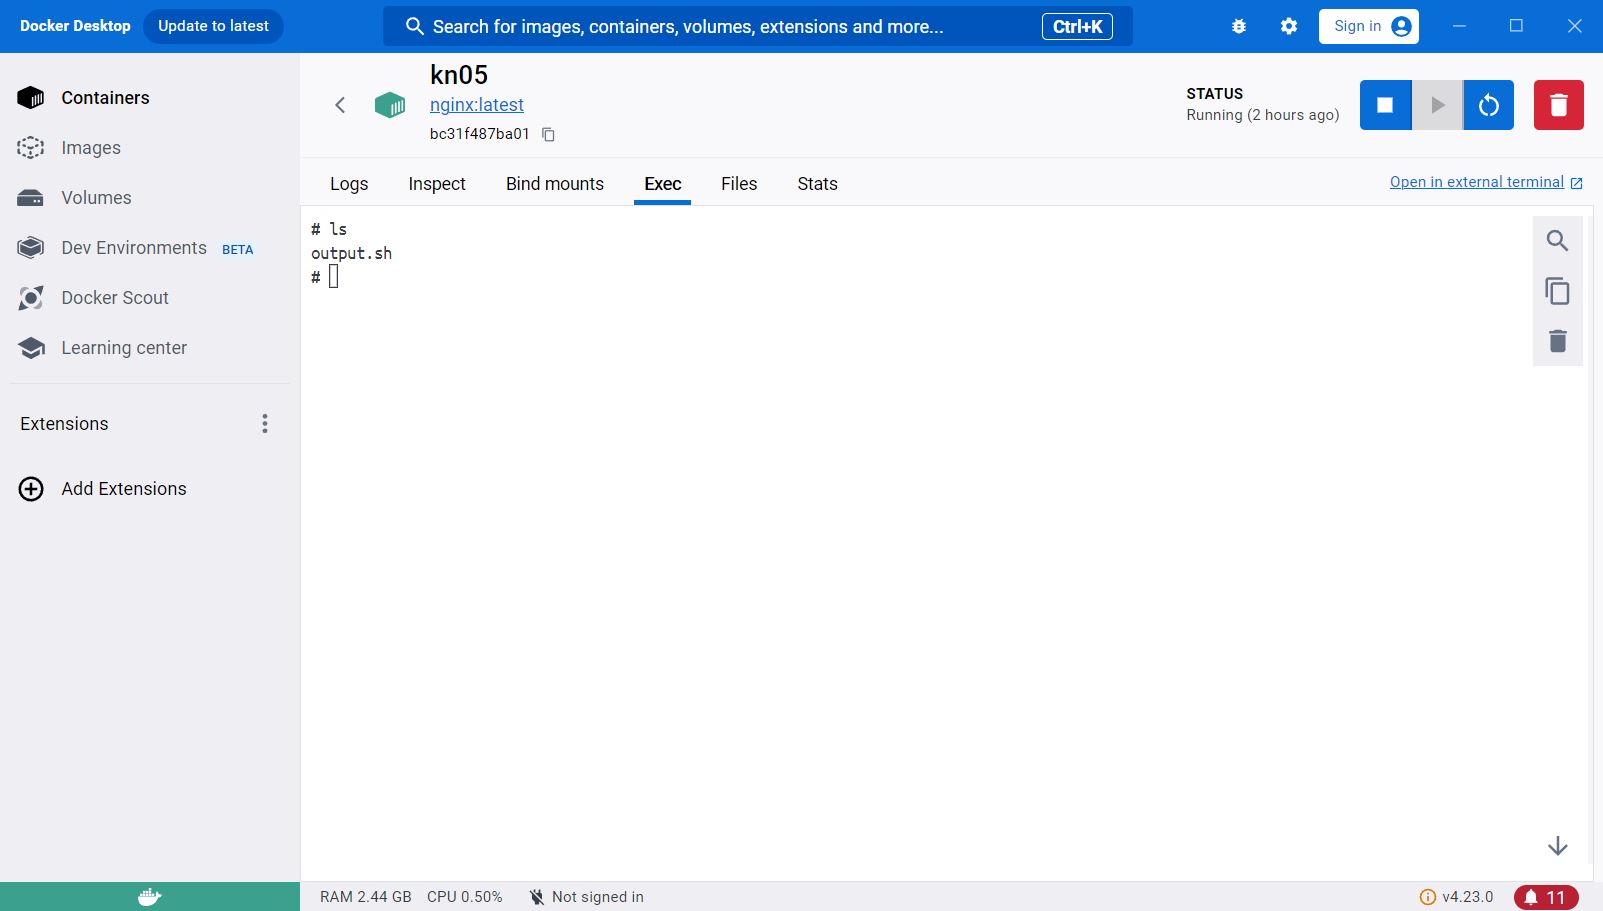 Docker Desktop
Update to latest
Search for images, containers, volumes, extensions and more...
Ctrl+K
Sign in
Containers
Images
Volumes
Dev Environments BETA
Docker Scout
Learning center
Extensions
Add Extensions
kn05
nginx:latest
bc31f487ba01
STATUS
Running (2 hours ago)
Logs
Inspect
Bind mounts
Exec
Files
Stats
Open in external terminal
# ls
output.sh
#
RAM 2.44 GB
CPU 0.50%
Not signed in
v4.23.0
11